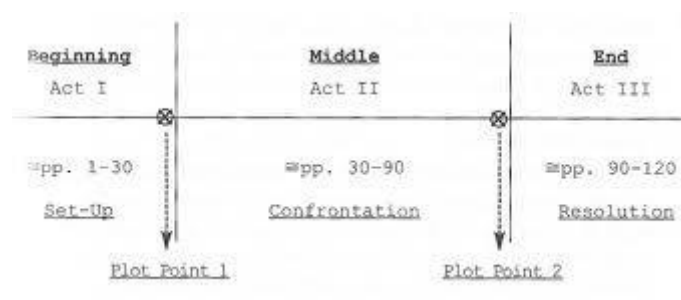 Beginning Middle End
Act I Act II Act III
≅pp. 1-30 ≅pp. 30-90 ≅pp. 90-120
Set-Up Confrontation Resolution
Plot Point 1 Plot Point 2